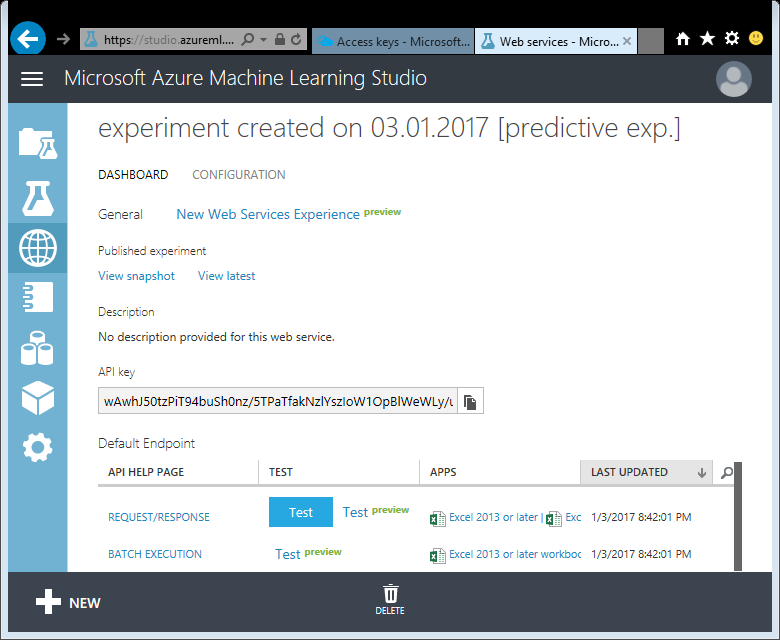 https://studio.azureml....
Access keys - Microsoft...
Web services - Micro...
Microsoft Azure Machine Learning Studio
experiment created on 03.01.2017 [predictive exp.]
DASHBOARD CONFIGURATION
General New Web Services Experience preview
Published experiment
View snapshot View latest
Description
No description provided for this web service.
API key
wAwhJ50tzPiT94buSh0nz/5TPaTfakNzlYszIoW1OpBlWeWLy/u
Default Endpoint
API HELP PAGE TEST APPS LAST UPDATED
REQUEST/RESPONSE Test Test preview Excel 2013 or later | Exc 1/3/2017 8:42:01 PM
BATCH EXECUTION Test preview Excel 2013 or later workbook 1/3/2017 8:42:01 PM
NEW DELETE